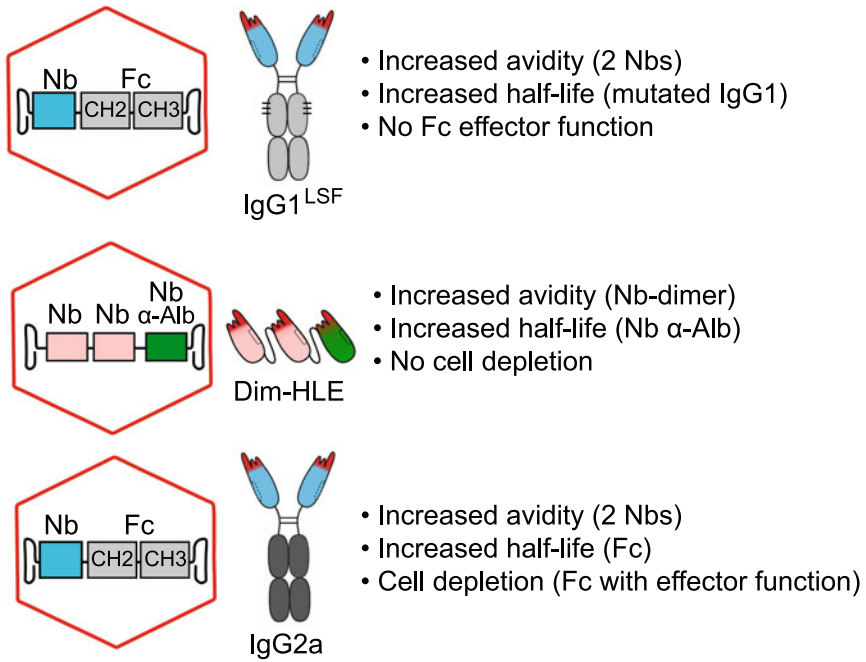 Nb Fc
CH2 CH3
IgG1LSF
• Increased avidity (2 Nbs)
• Increased half-life (mutated IgG1)
• No Fc effector function
Nb Nb Nb α-Alb
Dim-HLE
• Increased avidity (Nb-dimer)
• Increased half-life (Nb α-Alb)
• No cell depletion
Nb Fc
CH2 CH3
IgG2a
• Increased avidity (2 Nbs)
• Increased half-life (Fc)
• Cell depletion (Fc with effector function)